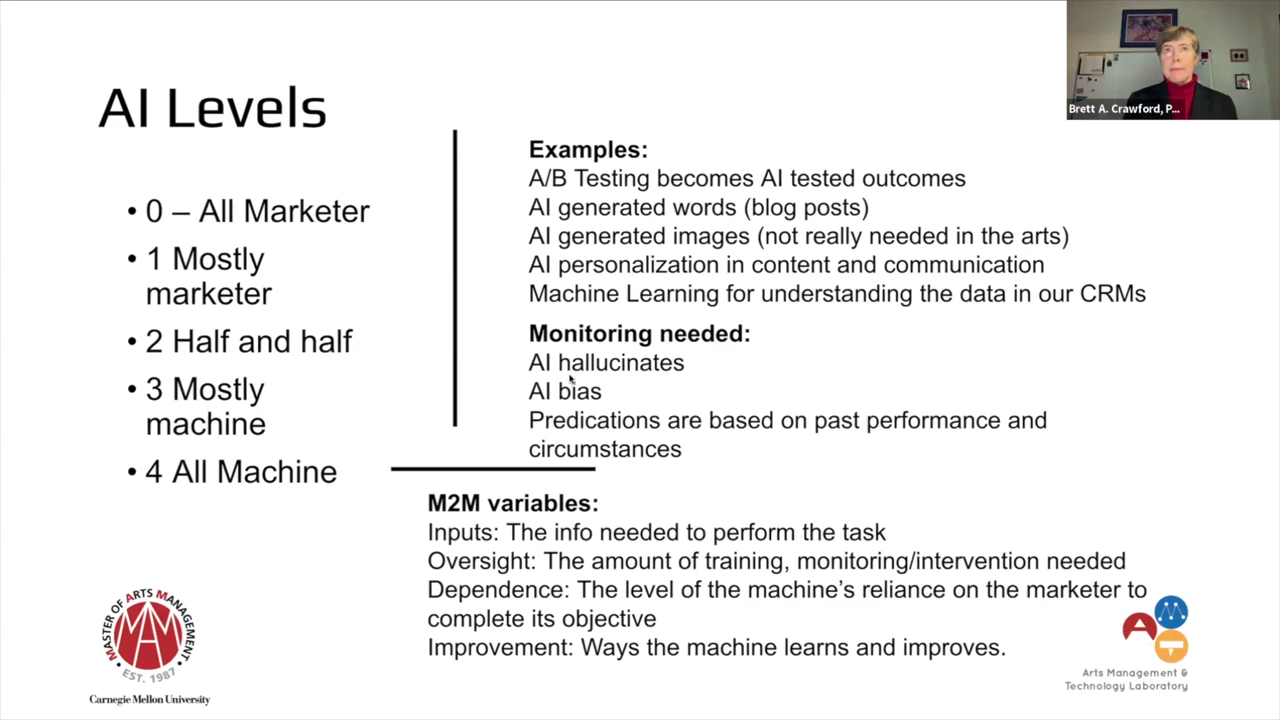 Brett A. Crawford, P...
AI Levels
• 0 – All Marketer
• 1 Mostly
marketer
• 2 Half and half
• 3 Mostly
machine
• 4 All Machine
Examples:
A/B Testing becomes AI tested outcomes
AI generated words (blog posts)
AI generated images (not really needed in the arts)
AI personalization in content and communication
Machine Learning for understanding the data in our CRMs
Monitoring needed:
AI hallucinates
AI bias
Predications are based on past performance and
circumstances
M2M variables:
Inputs: The info needed to perform the task
Oversight: The amount of training, monitoring/intervention needed
Dependence: The level of the machine’s reliance on the marketer to
complete its objective
Improvement: Ways the machine learns and improves.
MASTER OF ARTS MANAGEMENT
MAM
• EST. 1987 •
Carnegie Mellon University
Arts Management &
Technology Laboratory